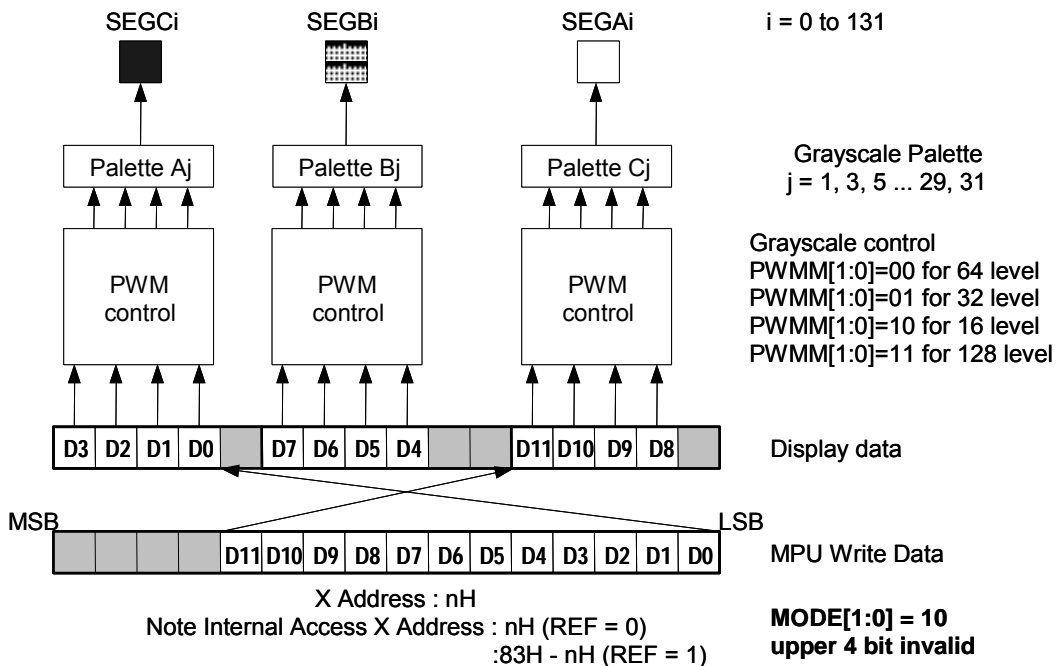 SEGCi SEGBi SEGAi i = 0 to 131
Palette Aj Palette Bj Palette Cj
Grayscale Palette
j = 1, 3, 5 ... 29, 31
PWM control PWM control PWM control
Grayscale control
PWMM[1:0]=00 for 64 level
PWMM[1:0]=01 for 32 level
PWMM[1:0]=10 for 16 level
PWMM[1:0]=11 for 128 level
D3 D2 D1 D0 D7 D6 D5 D4 D11 D10 D9 D8 Display data
MSB LSB
D11 D10 D9 D8 D7 D6 D5 D4 D3 D2 D1 D0 MPU Write Data
X Address : nH
Note Internal Access X Address : nH (REF = 0)
:83H - nH (REF = 1)
MODE[1:0] = 10
upper 4 bit invalid